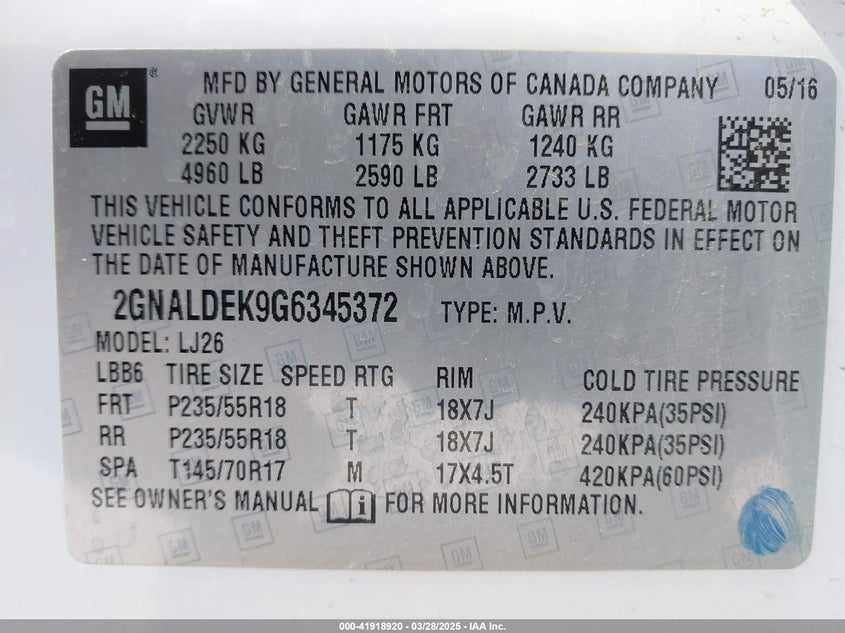 GM ® MFD BY GENERAL MOTORS OF CANADA COMPANY 05/16
GVWR GAWR FRT GAWR RR
2250 KG 1175 KG 1240 KG
4960 LB 2590 LB 2733 LB
THIS VEHICLE CONFORMS TO ALL APPLICABLE U.S. FEDERAL MOTOR
VEHICLE SAFETY AND THEFT PREVENTION STANDARDS IN EFFECT ON
THE DATE OF MANUFACTURE SHOWN ABOVE.
2GNALDEK9G6345372 TYPE: M.P.V.
MODEL: LJ26
LBB6 TIRE SIZE SPEED RTG RIM COLD TIRE PRESSURE
FRT P235/55R18 T 18X7J 240KPA(35PSI)
RR P235/55R18 T 18X7J 240KPA(35PSI)
SPA T145/70R17 M 17X4.5T 420KPA(60PSI)
SEE OWNER'S MANUAL FOR MORE INFORMATION.
000-41918920 | 03/28/2025 - IAA Inc.